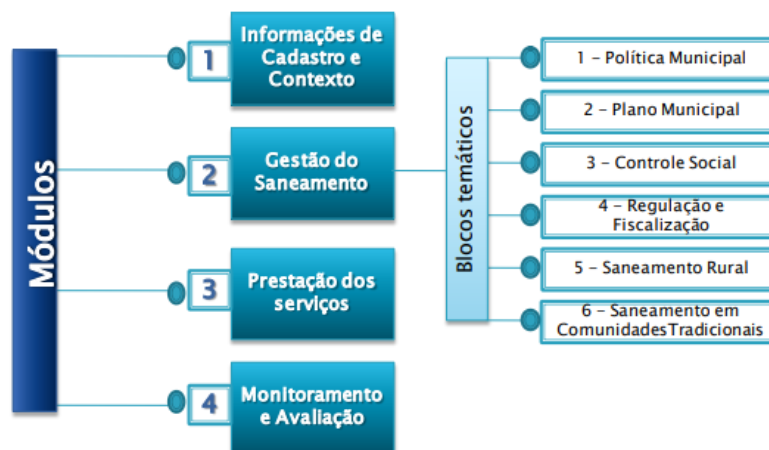 Módulos
1
Informações de
Cadastro e
Contexto
2
Gestão do
Saneamento
3
Prestação dos
serviços
4
Monitoramento
e Avaliação
Blocos temáticos
1 – Política Municipal
2 – Plano Municipal
3 – Controle Social
4 – Regulação e
Fiscalização
5 – Saneamento Rural
6 – Saneamento em
ComunidadesTradicionais